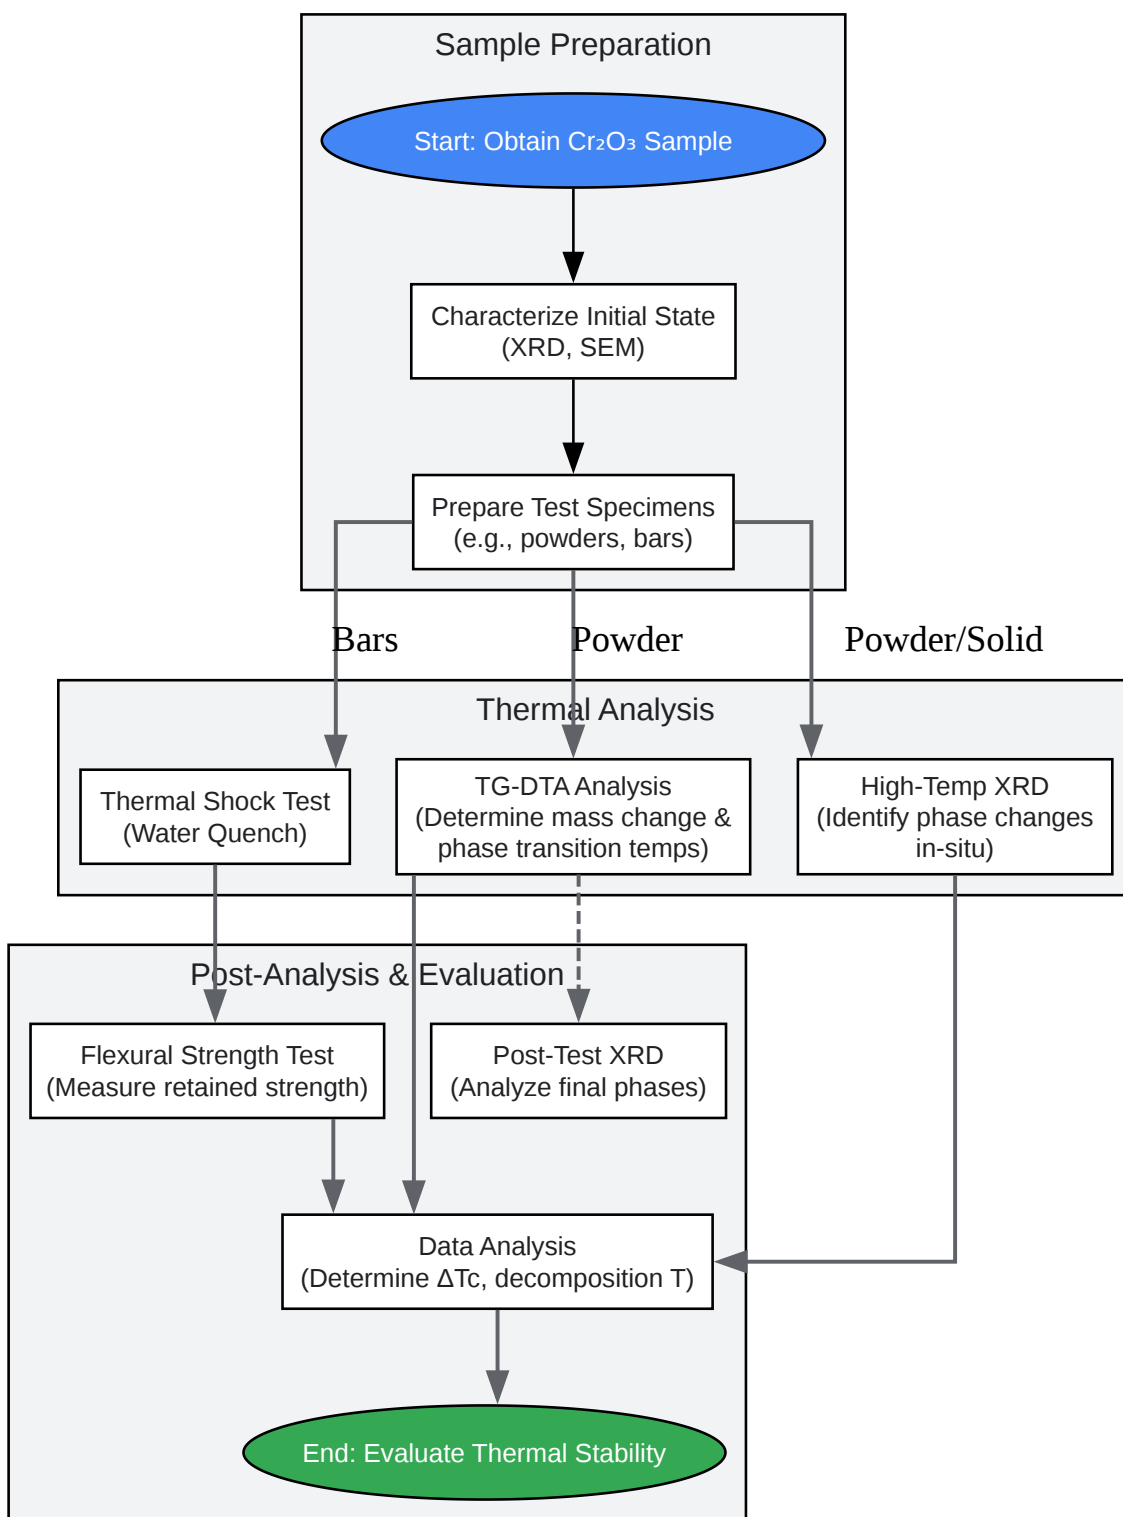 Sample Preparation
Start: Obtain Cr₂O₃ Sample
Characterize Initial State
(XRD, SEM)
Prepare Test Specimens
(e.g., powders, bars)
Bars
Powder
Powder/Solid
Thermal Analysis
Thermal Shock Test
(Water Quench)
TG-DTA Analysis
(Determine mass change &
phase transition temps)
High-Temp XRD
(Identify phase changes
in-situ)
Post-Analysis & Evaluation
Flexural Strength Test
(Measure retained strength)
Post-Test XRD
(Analyze final phases)
Data Analysis
(Determine ΔTc, decomposition T)
End: Evaluate Thermal Stability